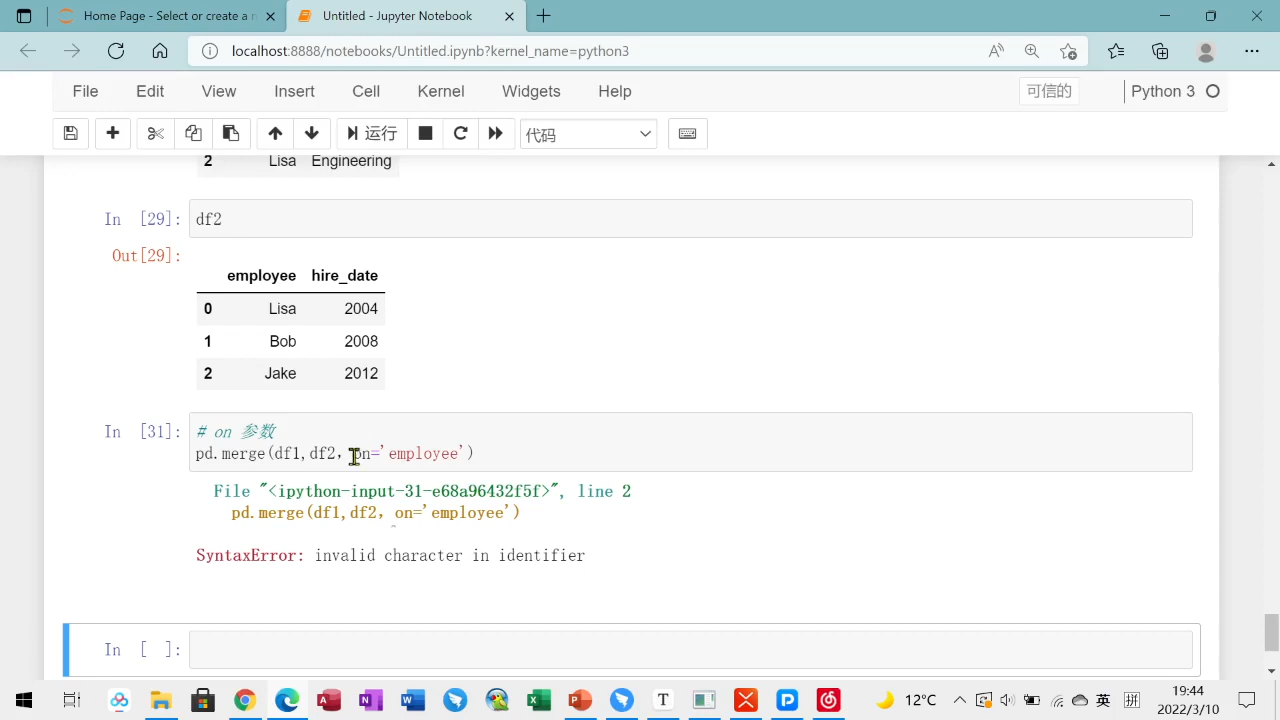 Home Page - Select or Create a N
Untitled - Jupyter Notebook
localhost:8888/notebooks/Untitled.ipynb?kernel_name=python3
File Edit View Insert Cell Kernel Widgets Help 可信的 Python 3
运行 代码
2 Lisa Engineering
In [29]: df2
Out[29]:
employee hire_date
0 Lisa 2004
1 Bob 2008
2 Jake 2012
In [31]: # on 参数
pd.merge(df1,df2，on='employee')
File "<ipython-input-31-e68a96432f5f>", line 2
pd.merge(df1,df2，on='employee')
^
SyntaxError: invalid character in identifier
In [ ]:
12°C 英 拼 19:44
2022/3/10